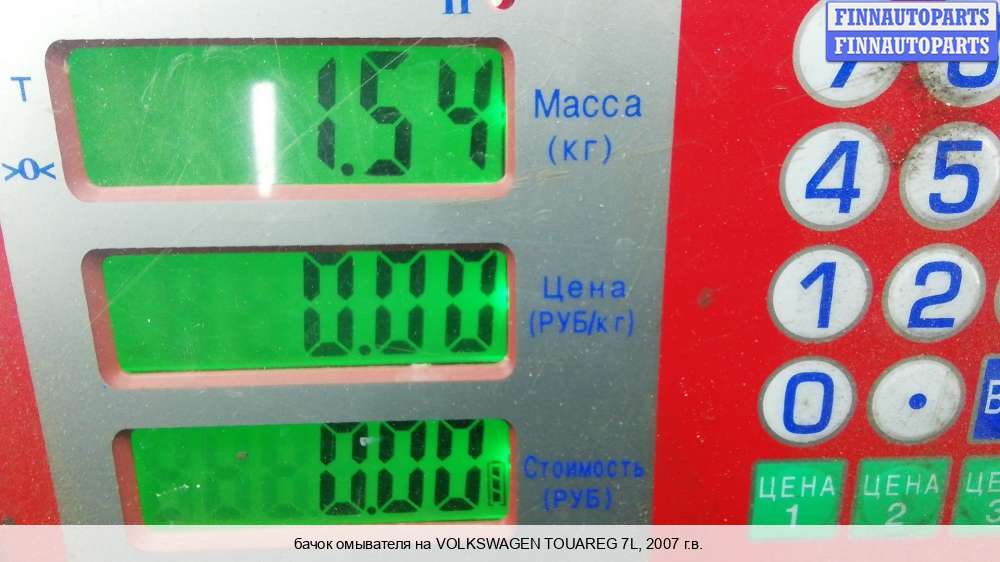 FINNAUTOPARTS
FINNAUTOPARTS
T
1.54
Масса
(кг)
>0<
4 5
0.00
Цена
(РУБ/кг)
1 2
0 .
0.00
Стоимость
(РУБ)
ЦЕНА 1
ЦЕНА 2
бачок омывателя на VOLKSWAGEN TOUAREG 7L, 2007 г.в.